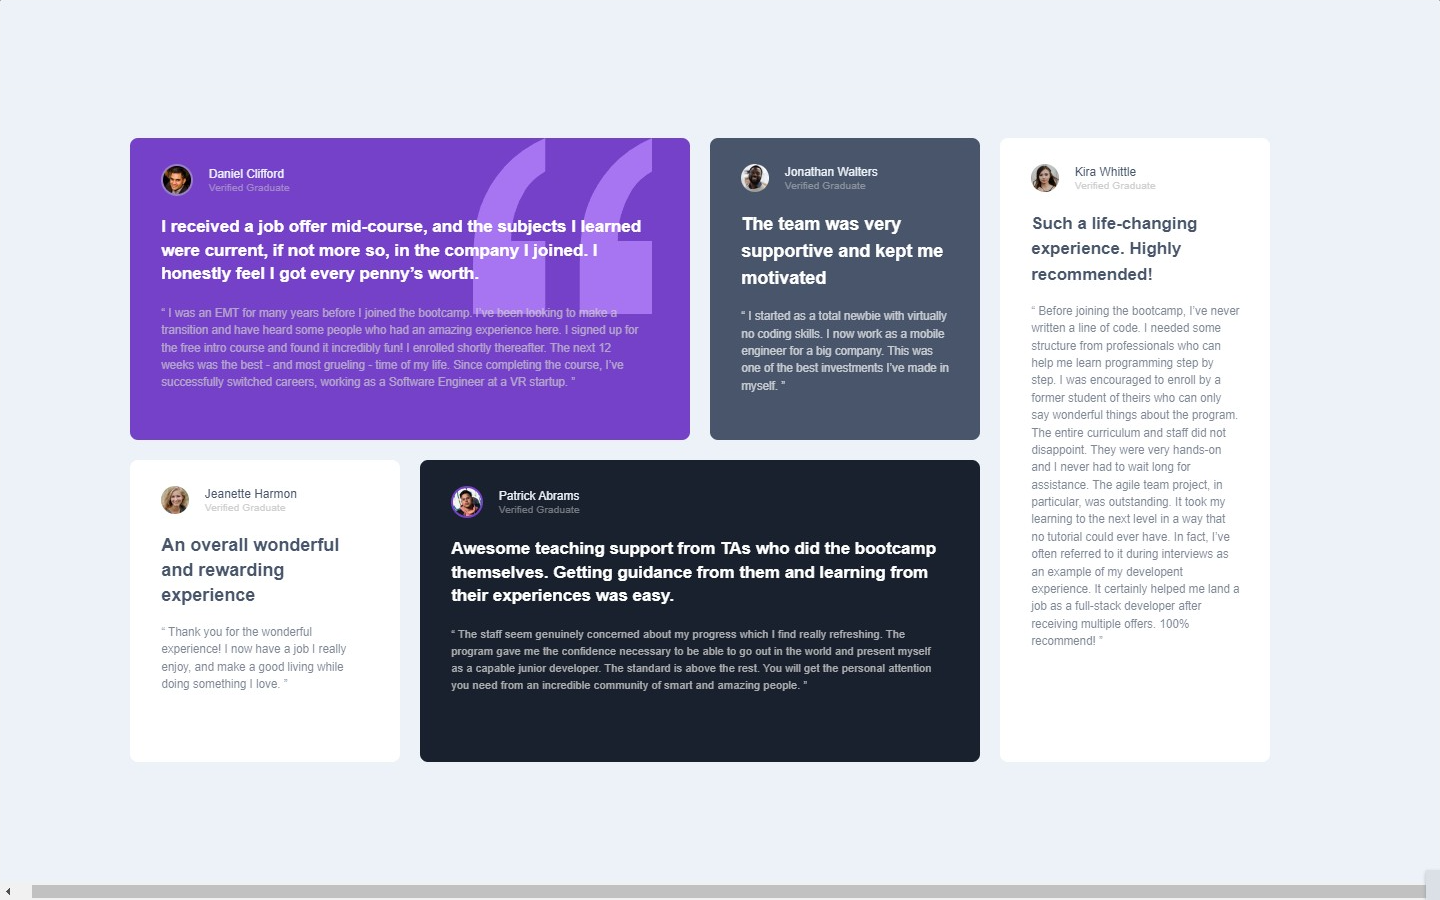 Daniel Clifford
Verified Graduate
I received a job offer mid-course, and the subjects I learned
were current, if not more so, in the company I joined. I
honestly feel I got every penny’s worth.
“ I was an EMT for many years before I joined the bootcamp. I’ve been looking to make a
transition and have heard some people who had an amazing experience here. I signed up for
the free intro course and found it incredibly fun! I enrolled shortly thereafter. The next 12
weeks was the best - and most grueling - time of my life. Since completing the course, I’ve
successfully switched careers, working as a Software Engineer at a VR startup. ”
Jonathan Walters
Verified Graduate
The team was very
supportive and kept me
motivated
“ I started as a total newbie with virtually
no coding skills. I now work as a mobile
engineer for a big company. This was
one of the best investments I’ve made in
myself. ”
Kira Whittle
Verified Graduate
Such a life-changing
experience. Highly
recommended!
“ Before joining the bootcamp, I’ve never
written a line of code. I needed some
structure from professionals who can
help me learn programming step by
step. I was encouraged to enroll by a
former student of theirs who can only
say wonderful things about the program.
The entire curriculum and staff did not
disappoint. They were very hands-on
and I never had to wait long for
assistance. The agile team project, in
particular, was outstanding. It took my
learning to the next level in a way that
no tutorial could ever have. In fact, I’ve
often referred to it during interviews as
an example of my developent
experience. It certainly helped me land a
job as a full-stack developer after
receiving multiple offers. 100%
recommend! ”
Jeanette Harmon
Verified Graduate
An overall wonderful
and rewarding
experience
“ Thank you for the wonderful
experience! I now have a job I really
enjoy, and make a good living while
doing something I love. ”
Patrick Abrams
Verified Graduate
Awesome teaching support from TAs who did the bootcamp
themselves. Getting guidance from them and learning from
their experiences was easy.
“ The staff seem genuinely concerned about my progress which I find really refreshing. The
program gave me the confidence necessary to be able to go out in the world and present myself
as a capable junior developer. The standard is above the rest. You will get the personal attention
you need from an incredible community of smart and amazing people. ”